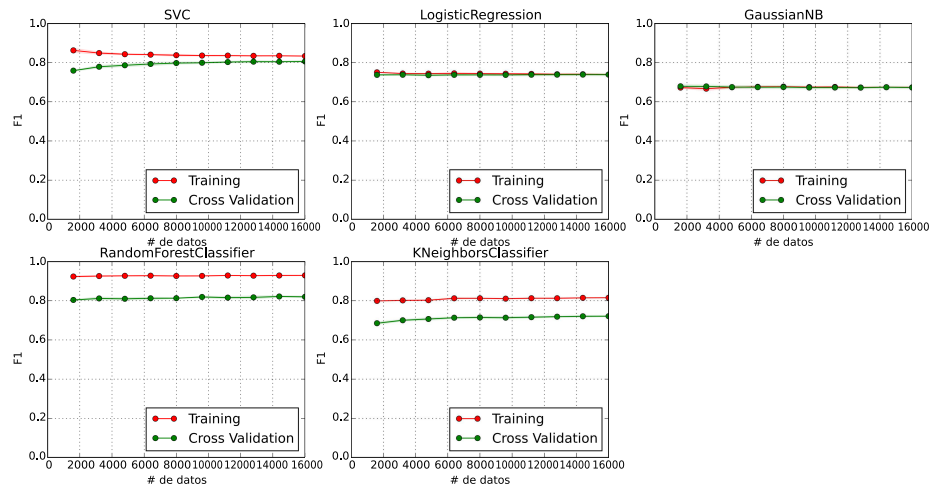 SVC
1.0
0.8
0.6
0.4
0.2
0.0
F1
0 2000 4000 6000 8000 10000 12000 14000 16000
# de datos
Training
Cross Validation
LogisticRegression
1.0
0.8
0.6
0.4
0.2
0.0
F1
0 2000 4000 6000 8000 10000 12000 14000 16000
# de datos
Training
Cross Validation
GaussianNB
1.0
0.8
0.6
0.4
0.2
0.0
F1
0 2000 4000 6000 8000 10000 12000 14000 16000
# de datos
Training
Cross Validation
RandomForestClassifier
1.0
0.8
0.6
0.4
0.2
0.0
F1
0 2000 4000 6000 8000 10000 12000 14000 16000
# de datos
Training
Cross Validation
KNeighborsClassifier
1.0
0.8
0.6
0.4
0.2
0.0
F1
0 2000 4000 6000 8000 10000 12000 14000 16000
# de datos
Training
Cross Validation